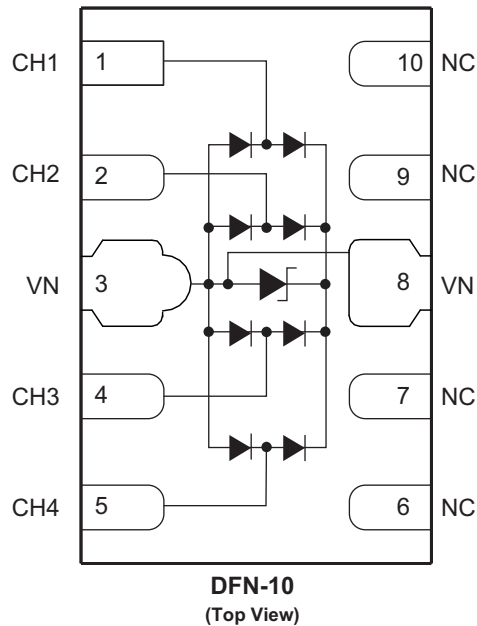 CH1 1 10 NC
CH2 2 9 NC
VN 3 8 VN
CH3 4 7 NC
CH4 5 6 NC
DFN-10
(Top View)